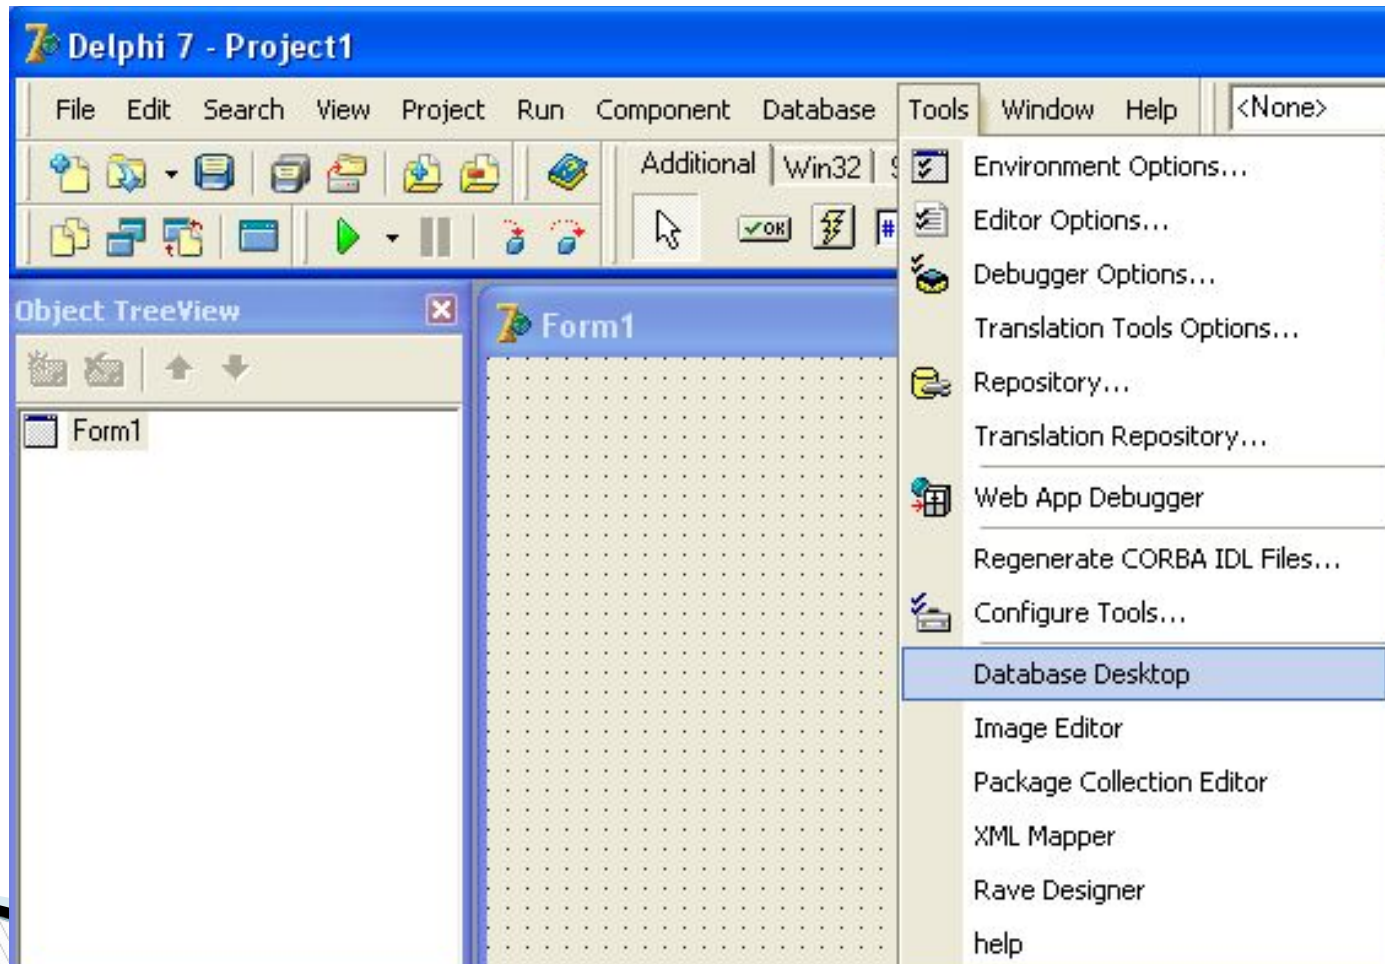 Delphi 7 - Project1
File Edit Search View Project Run Component Database Tools Window Help <None>
Additional Win32
OK #
Object TreeView
Form1
Form1
Environment Options...
Editor Options...
Debugger Options...
Translation Tools Options...
Repository...
Translation Repository...
Web App Debugger
Regenerate CORBA IDL Files...
Configure Tools...
Database Desktop
Image Editor
Package Collection Editor
XML Mapper
Rave Designer
help